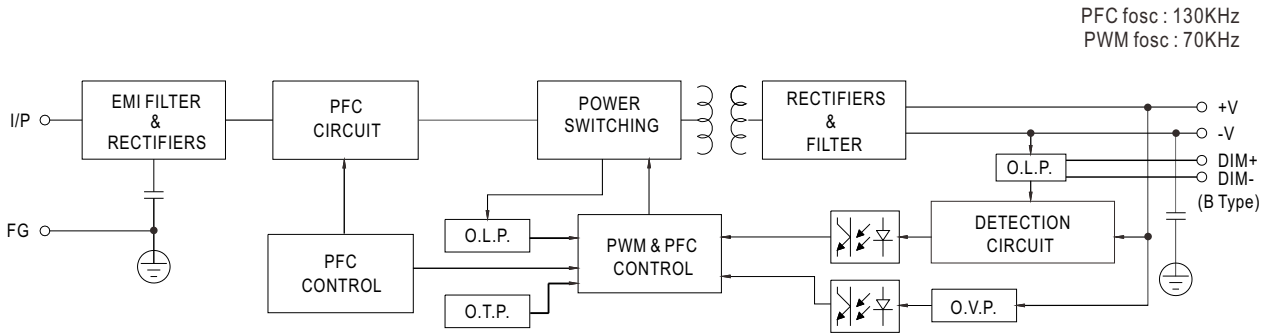 PFC fosc : 130KHz
PWM fosc : 70KHz
I/P
EMI FILTER
&
RECTIFIERS
PFC
CIRCUIT
POWER
SWITCHING
RECTIFIERS
&
FILTER
+V
-V
DIM+
DIM-
(B Type)
O.L.P.
FG
O.L.P.
PFC
CONTROL
PWM & PFC
CONTROL
DETECTION
CIRCUIT
O.T.P.
O.V.P.